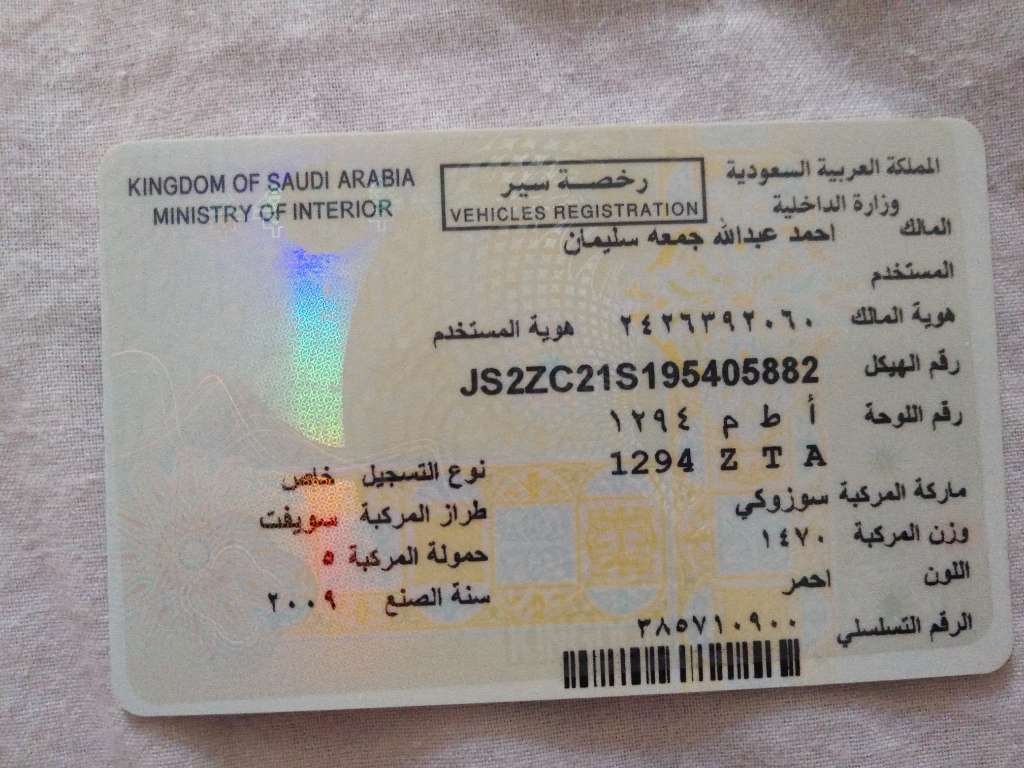 KINGDOM OF SAUDI ARABIA
MINISTRY OF INTERIOR
رخصة سير
VEHICLES REGISTRATION
المملكة العربية السعودية
وزارة الداخلية
المالك احمد عبدالله جمعه سليمان
المستخدم
هوية المالك ٢٤٢٦٣٩٢٠٦٠ هوية المستخدم
رقم الهيكل JS2ZC21S195405882
رقم اللوحة أ ط م ١٢٩٤
1294 Z T A
ماركة المركبة سوزوكي نوع التسجيل خاص
وزن المركبة ١٤٧٠ طراز المركبة سويفت
اللون احمر حمولة المركبة ٥
سنة الصنع ٢٠٠٩
الرقم التسلسلي ٣٨٥٧١٠٩٠٠